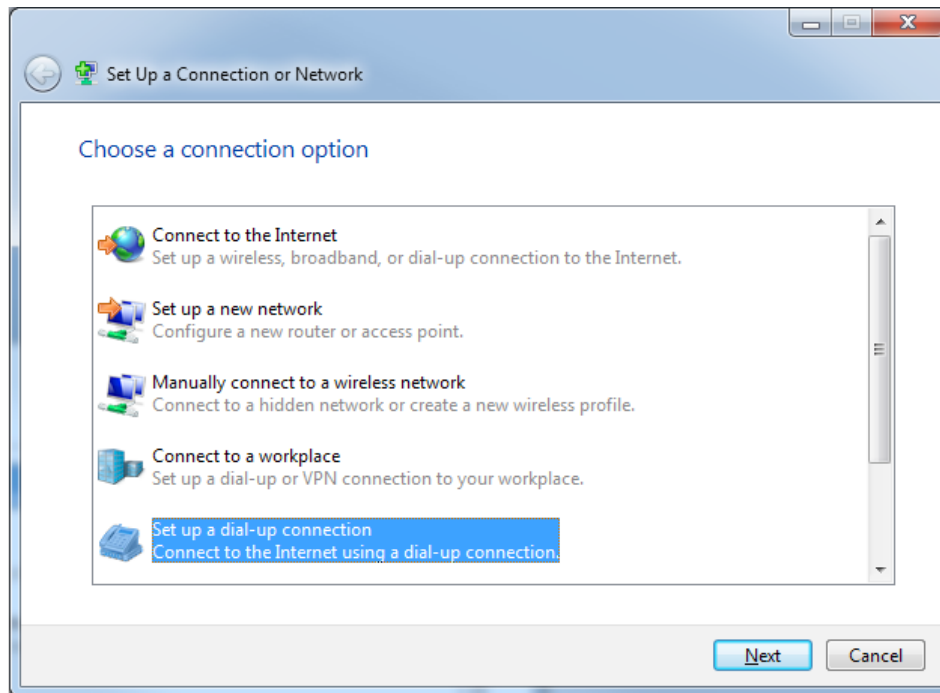 Set Up a Connection or Network
Choose a connection option
Connect to the Internet
Set up a wireless, broadband, or dial-up connection to the Internet.
Set up a new network
Configure a new router or access point.
Manually connect to a wireless network
Connect to a hidden network or create a new wireless profile.
Connect to a workplace
Set up a dial-up or VPN connection to your workplace.
Set up a dial-up connection
Connect to the Internet using a dial-up connection.
Next Cancel